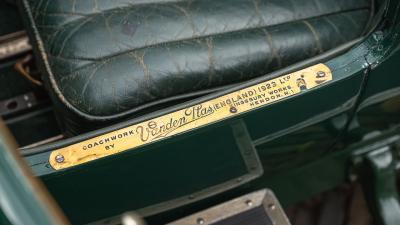 COACHWORK BY Vanden Plas (ENGLAND) 1923 LTD
KINGSBURY WORKS
HENDON. N.